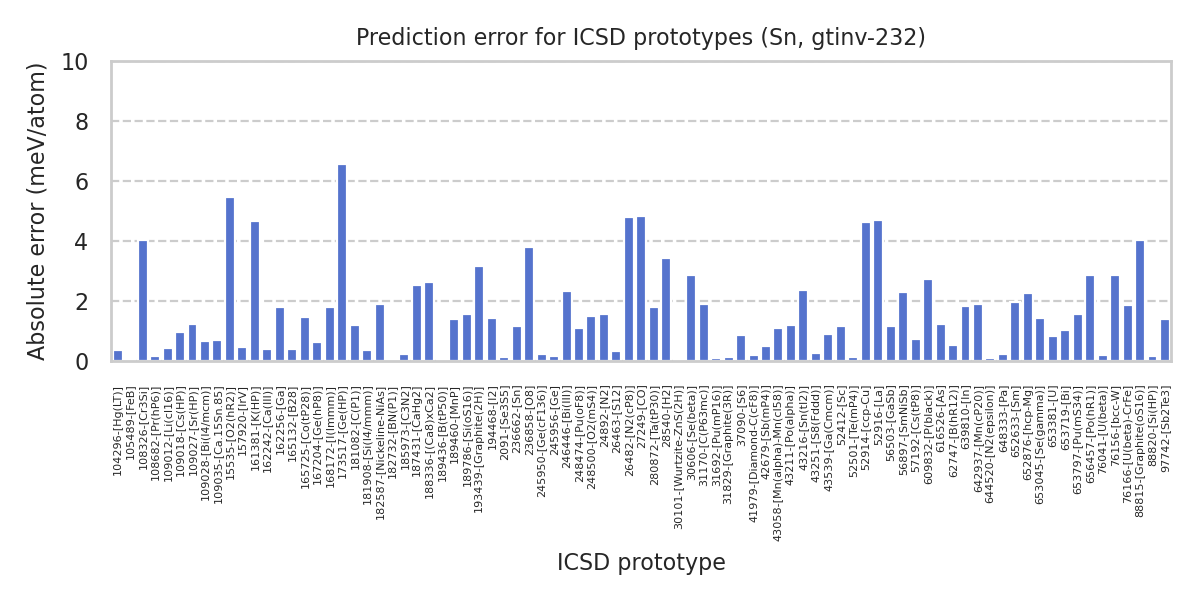 Prediction error for ICSD prototypes (Sn, gtinv-232)
Absolute error (meV/atom)
10
8
6
4
2
0
104296-[Hg(LT)]
105489-[FeB]
108326-[Cr3Si]
108682-[Pr(hP6)]
109012-[Li(cI16)]
109018-[Cs(HP)]
109027-[Sr(HP)]
109028-[Bi(I4/mcm)]
109035-[Ca.15Sn.85]
15535-[O2(hR2)]
157920-[IrV]
161381-[K(HP)]
162242-[Ca(III)]
162256-[Ga]
165132-[B28]
165725-[Co(tP28)]
167204-[Ge(hP8)]
168172-[I(Immm)]
173517-[Ge(HP)]
181082-[C(P1)]
181908-[Si(I4/mmm)]
182587-[Nickeline-NiAs]
182732-[BN(P1)]
185973-[C3N2]
187431-[CaHg2]
188336-[(Ca8)xCa2]
189436-[B(tP50)]
189460-[MnP]
189786-[Si(oS16)]
193439-[Graphite(2H)]
194468-[I2]
2091-[Se3S5]
236662-[Sn]
236858-[O8]
245950-[Ge(cF136)]
245956-[Ge]
246446-[Bi(III)]
248474-[Pu(oF8)]
248500-[O2(mS4)]
24892-[N2]
26463-[S12]
26482-[N2(cP8)]
27249-[CO]
280872-[Ta(tP30)]
28540-[H2]
30101-[Wurtzite-ZnS(2H)]
30606-[Se(beta)]
31170-[C(P63mc)]
31692-[Pu(mP16)]
31829-[Graphite(3R)]
37090-[S6]
41979-[Diamond-C(cF8)]
42679-[Sb(mP4)]
43058-[Mn(alpha)-Mn(cI58)]
43211-[Po(alpha)]
43216-[Sn(tI2)]
43251-[S8(Fddd)]
43539-[Ga(Cmcm)]
52412-[Sc]
52501-[Te(mP4)]
52914-[ccp-Cu]
52916-[La]
56503-[GaSb]
56897-[SmNiSb]
57192-[Cs(tP8)]
609832-[P(black)]
616526-[As]
62747-[B(hR12)]
639810-[In]
642937-[Mn(cP20)]
644520-[N2(epsilon)]
648333-[Pa]
652633-[Sm]
652876-[hcp-Mg]
653045-[Se(gamma)]
653381-[U]
653719-[Bi]
653797-[Pu(mS34)]
656457-[Po(hR1)]
76041-[U(beta)]
76156-[bcc-W]
76166-[U(beta)-CrFe]
88815-[Graphite(oS16)]
88820-[Si(HP)]
97742-[Sb2Te3]
ICSD prototype